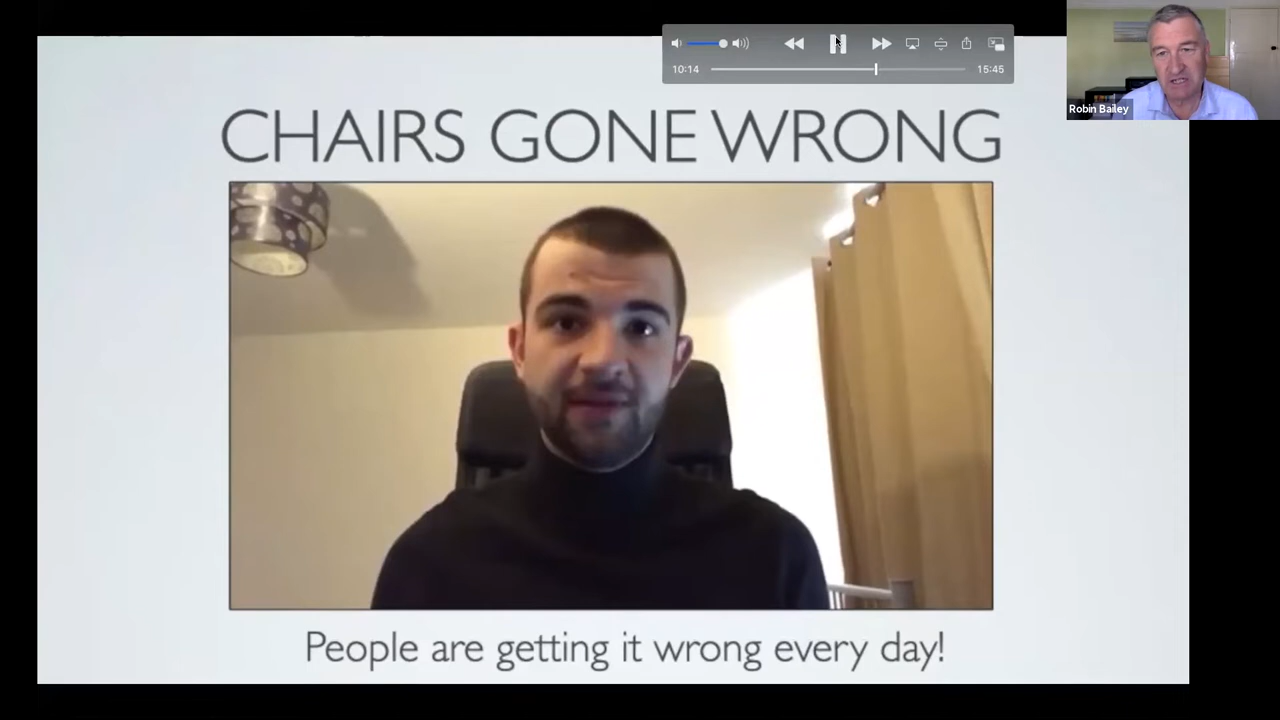 10:14
15:45
Robin Bailey
CHAIRS GONE WRONG
People are getting it wrong every day!